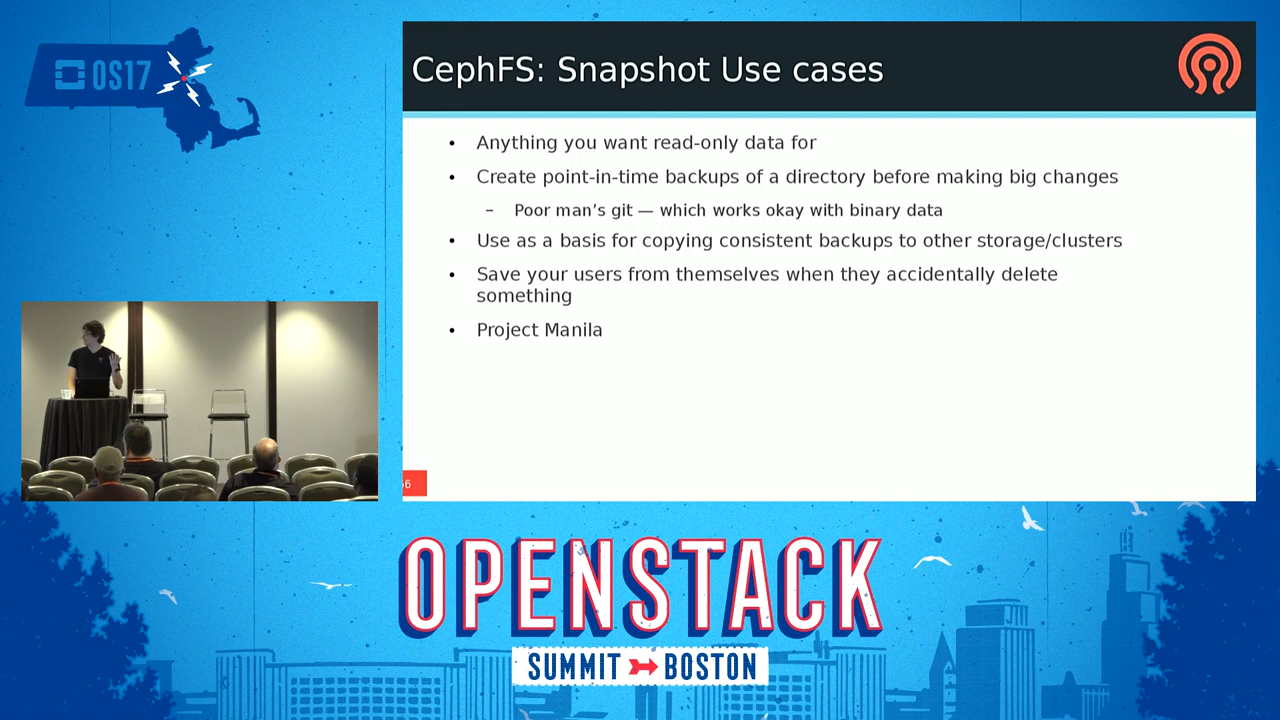 OS17
CephFS: Snapshot Use cases
• Anything you want read-only data for
• Create point-in-time backups of a directory before making big changes
– Poor man’s git — which works okay with binary data
• Use as a basis for copying consistent backups to other storage/clusters
• Save your users from themselves when they accidentally delete
something
• Project Manila
6
OPENSTACK
SUMMIT BOSTON